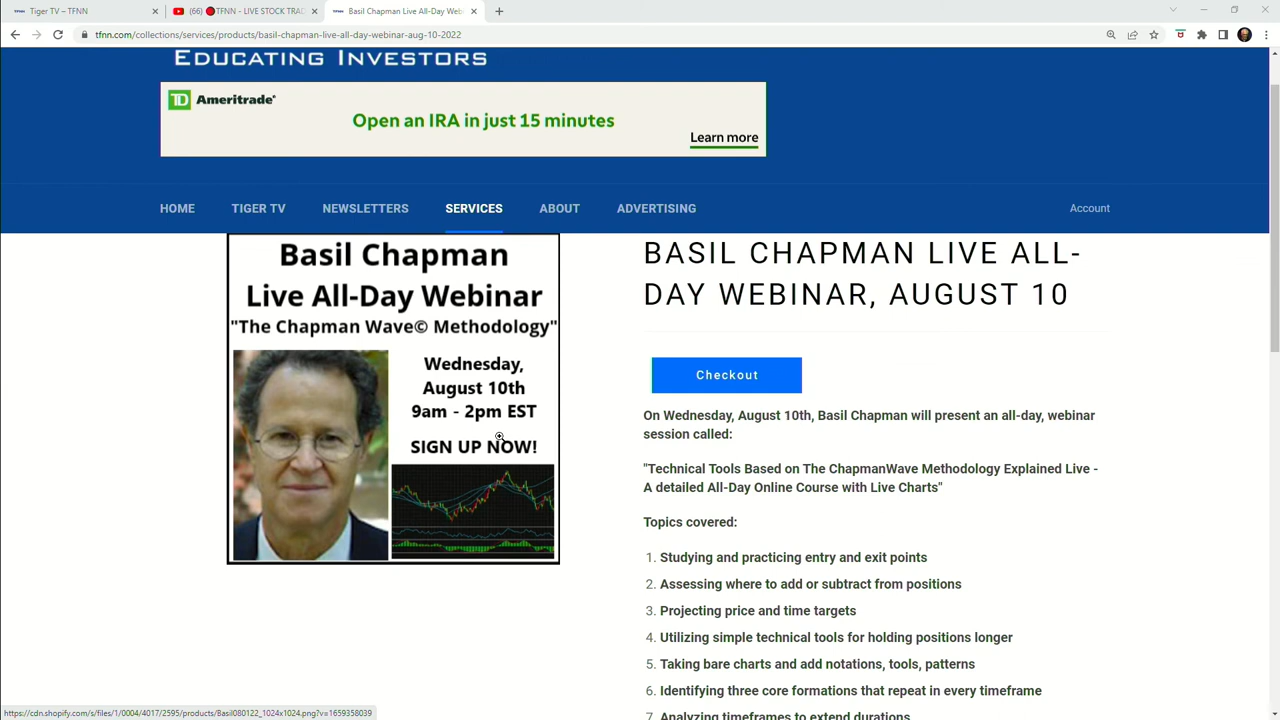 Tiger TV – TFNN
(66) 🔴TFNN - LIVE STOCK TRA
Basil Chapman Live All-Day Web
tfnn.com/collections/services/products/basil-chapman-live-all-day-webinar-aug-10-2022
EDUCATING INVESTORS
TD Ameritrade
Open an IRA in just 15 minutes
Learn more
HOME TIGER TV NEWSLETTERS SERVICES ABOUT ADVERTISING Account
Basil Chapman
Live All-Day Webinar
"The Chapman Wave© Methodology"
Wednesday,
August 10th
9am - 2pm EST
SIGN UP NOW!
BASIL CHAPMAN LIVE ALL-
DAY WEBINAR, AUGUST 10
Checkout
On Wednesday, August 10th, Basil Chapman will present an all-day, webinar
session called:
"Technical Tools Based on The ChapmanWave Methodology Explained Live -
A detailed All-Day Online Course with Live Charts"
Topics covered:
1. Studying and practicing entry and exit points
2. Assessing where to add or subtract from positions
3. Projecting price and time targets
4. Utilizing simple technical tools for holding positions longer
5. Taking bare charts and add notations, tools, patterns
6. Identifying three core formations that repeat in every timeframe
7. Analyzing timeframes to extend durations
https://cdn.shopify.com/s/files/1/0004/4017/2595/products/Basil080122_1024x1024.png?v=1659358039